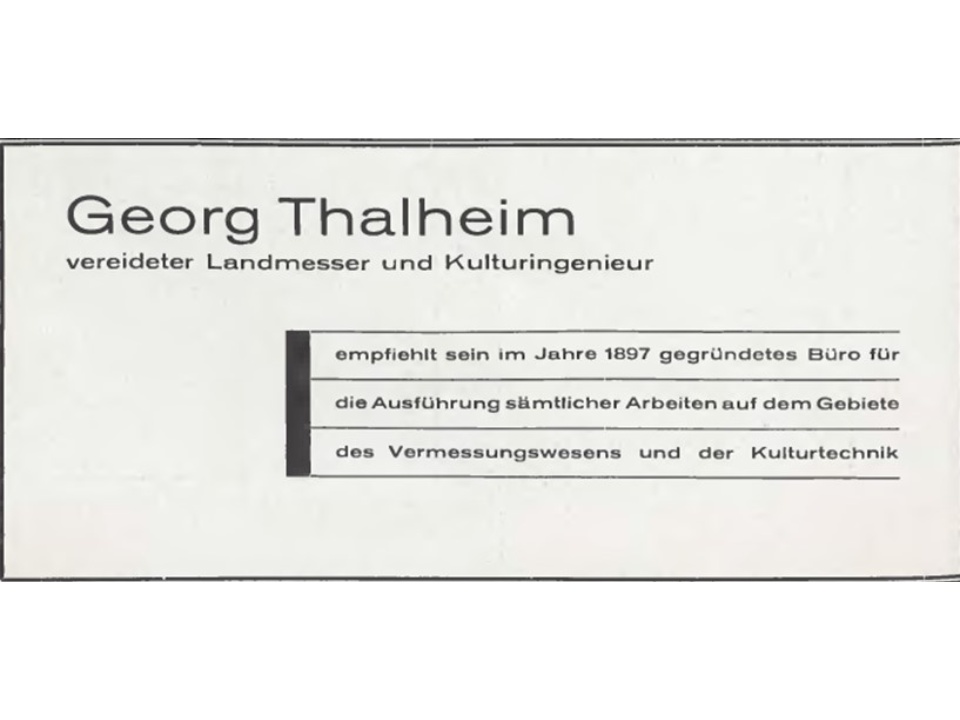 Georg Thalheim
vereideter Landmesser und Kulturingenieur
empfiehlt sein im Jahre 1897 gegründetes Büro für
die Ausführung sämtlicher Arbeiten auf dem Gebiete
des Vermessungswesens und der Kulturtechnik